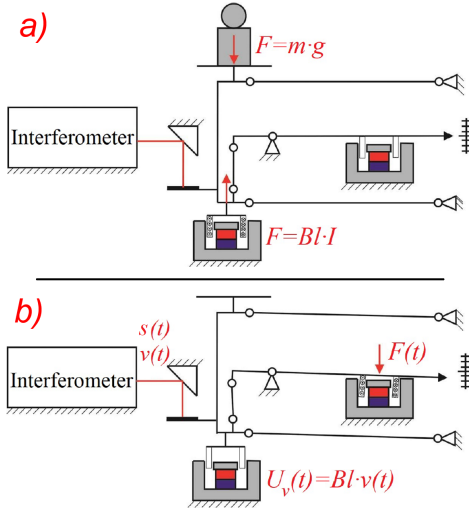 a)
F=m·g
Interferometer
F=Bl·I
b)
s(t)
v(t)
F(t)
Interferometer
U_v(t)=Bl·v(t)